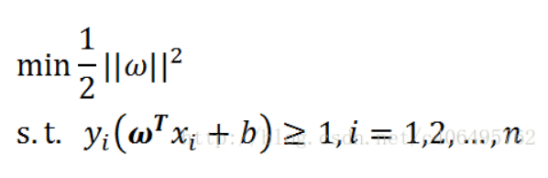 min 1/2 ||ω||²
s.t. yᵢ(ωᵀxᵢ + b) ≥ 1, i = 1,2, ..., n